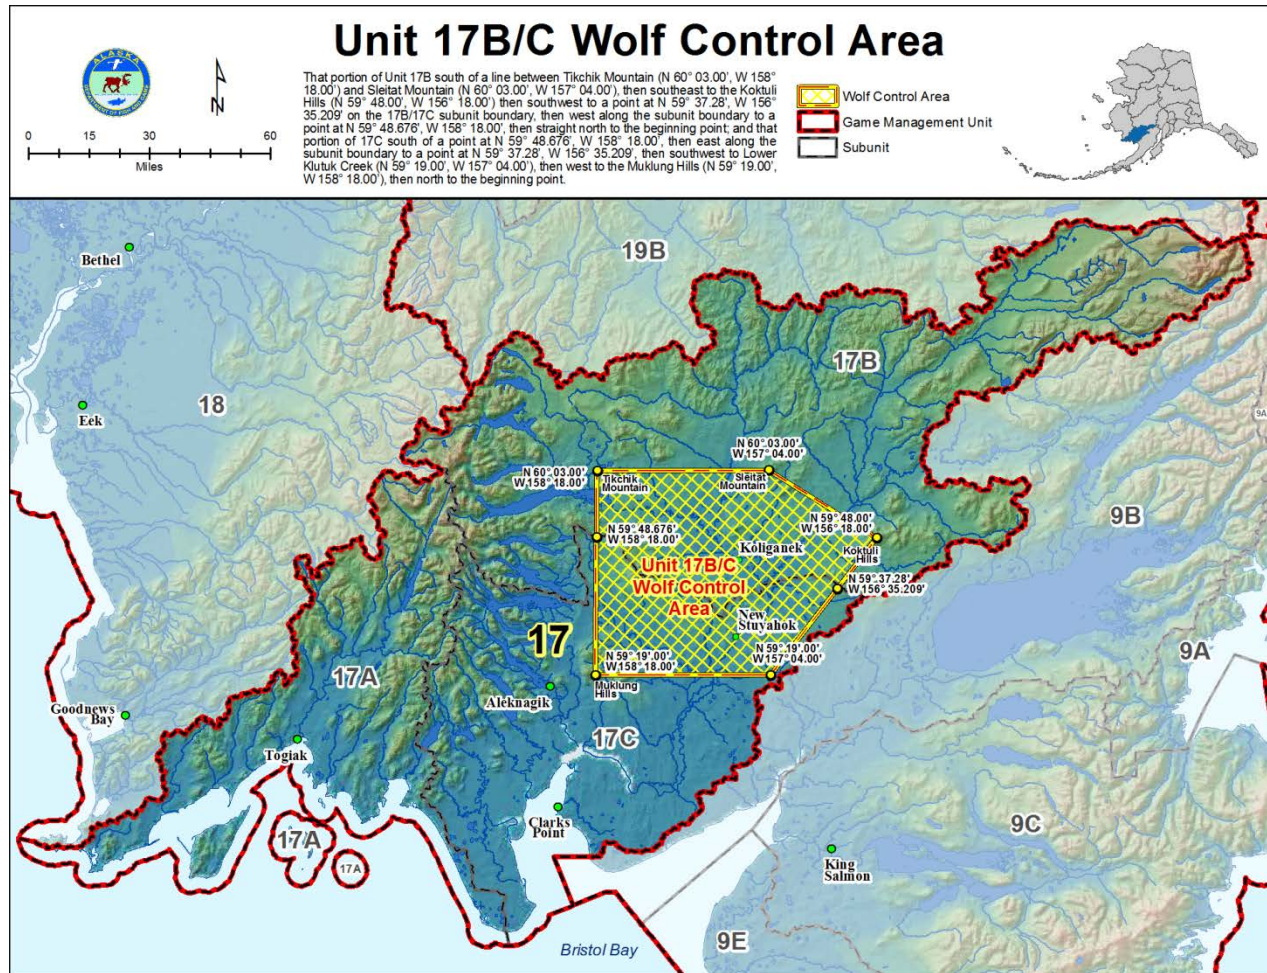 Unit 17B/C Wolf Control Area
ALASKA
N
0 15 30 60
Miles
That portion of Unit 17B south of a line between Tikchik Mountain (N 60° 03.00', W 158°
18.00') and Sleitat Mountain (N 60° 03.00', W 157° 04.00'), then southeast to the Koktuli
Hills (N 59° 48.00', W 156° 18.00') then southwest to a point at N 59° 37.28', W 156°
35.209' on the 17B/17C subunit boundary, then west along the subunit boundary to a
point at N 59° 48.676', W 158° 18.00', then straight north to the beginning point; and that
portion of 17C south of a point at N 59° 48.676', W 158° 18.00', then east along the
subunit boundary to a point at N 59° 37.28', W 156° 35.209', then southwest to Lower
Klutuk Creek (N 59° 19.00', W 157° 04.00'), then west to the Muklung Hills (N 59° 19.00',
W 158° 18.00'), then north to the beginning point.
Wolf Control Area
Game Management Unit
Subunit
Bethel
19B
17B
18
Eek
9A
N 60° 03.00'
W 158° 18.00'
Tikchik
Mountain
N 60° 03.00'
W 157° 04.00'
Sleitat
Mountain
9B
N 59° 48.676'
W 158° 18.00'
N 59° 48.00'
W 156° 18.00'
Koliganek
Koktuli
Hills
Unit 17B/C
Wolf Control
Area
N 59° 37.28'
W 156° 35.209'
New
Stuyahok
17
N 59° 19'.00'
W 158° 18.00'
N 59° 19.'00'
W 157° 04.00'
9A
17A
Muklung
Hills
Aleknagik
Goodnews
Bay
17C
Togiak
Clarks
Point
17A
17A
9C
King
Salmon
Bristol Bay
9E